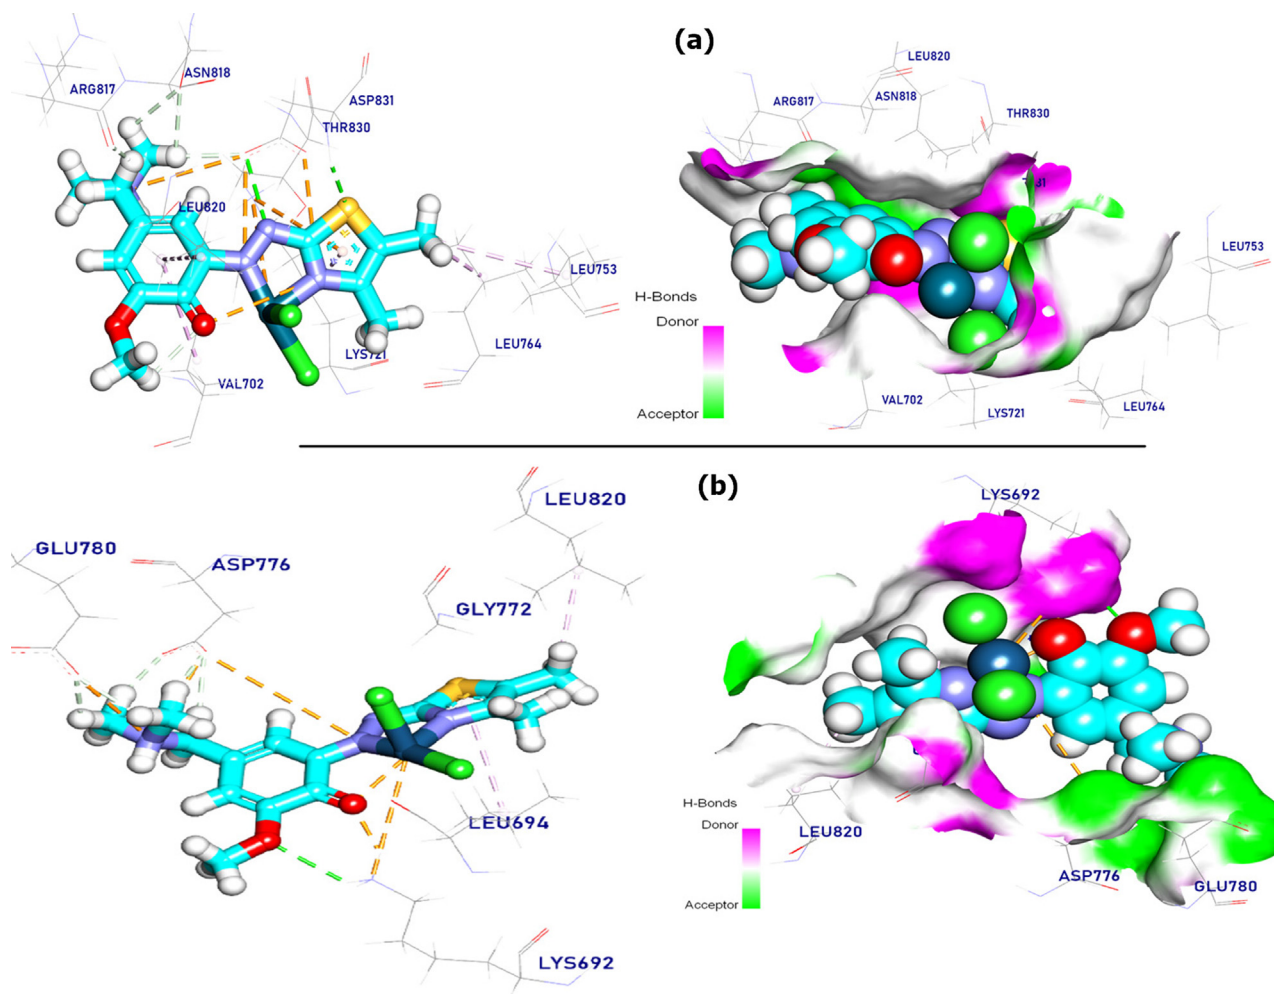 (a)
ASN818
ARG817
ASP831
THR830
LEU820
LEU753
LEU764
LYS721
VAL702
LEU820
ARG817
ASN818
THR830
LEU753
H-Bonds
Donor
Acceptor
VAL702
LYS721
LEU764
(b)
LEU820
GLU780
ASP776
GLY772
LEU694
LYS692
LYS692
H-Bonds
Donor
Acceptor
LEU820
ASP776
GLU780